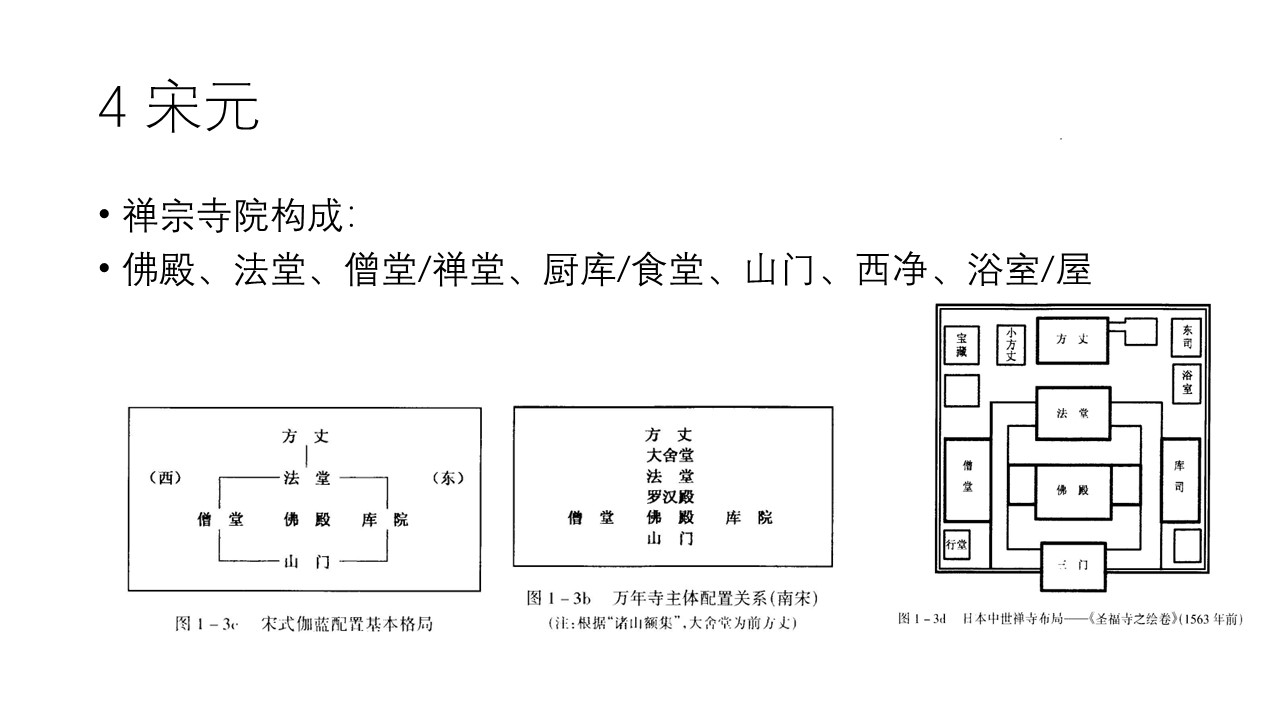 4 宋元
• 禅宗寺院构成：
• 佛殿、法堂、僧堂/禅堂、厨库/食堂、山门、西净、浴室/屋
方 丈
（西） 法 堂 （东）
僧 堂 佛 殿 库 院
山 门
图 1－3c 宋式伽蓝配置基本格局
方 丈
大舍堂
法 堂
罗汉殿
僧 堂 佛 殿 库 院
山 门
图 1－3b 万年寺主体配置关系（南宋）
（注：根据“诸山额集”，大舍堂为前方丈）
宝藏
小方丈
方 丈
东司
浴室
法 堂
僧堂
佛 殿
库司
行堂
三 门
图 1－3d 日本中世禅寺布局——《圣福寺之绘卷》（1563 年前）